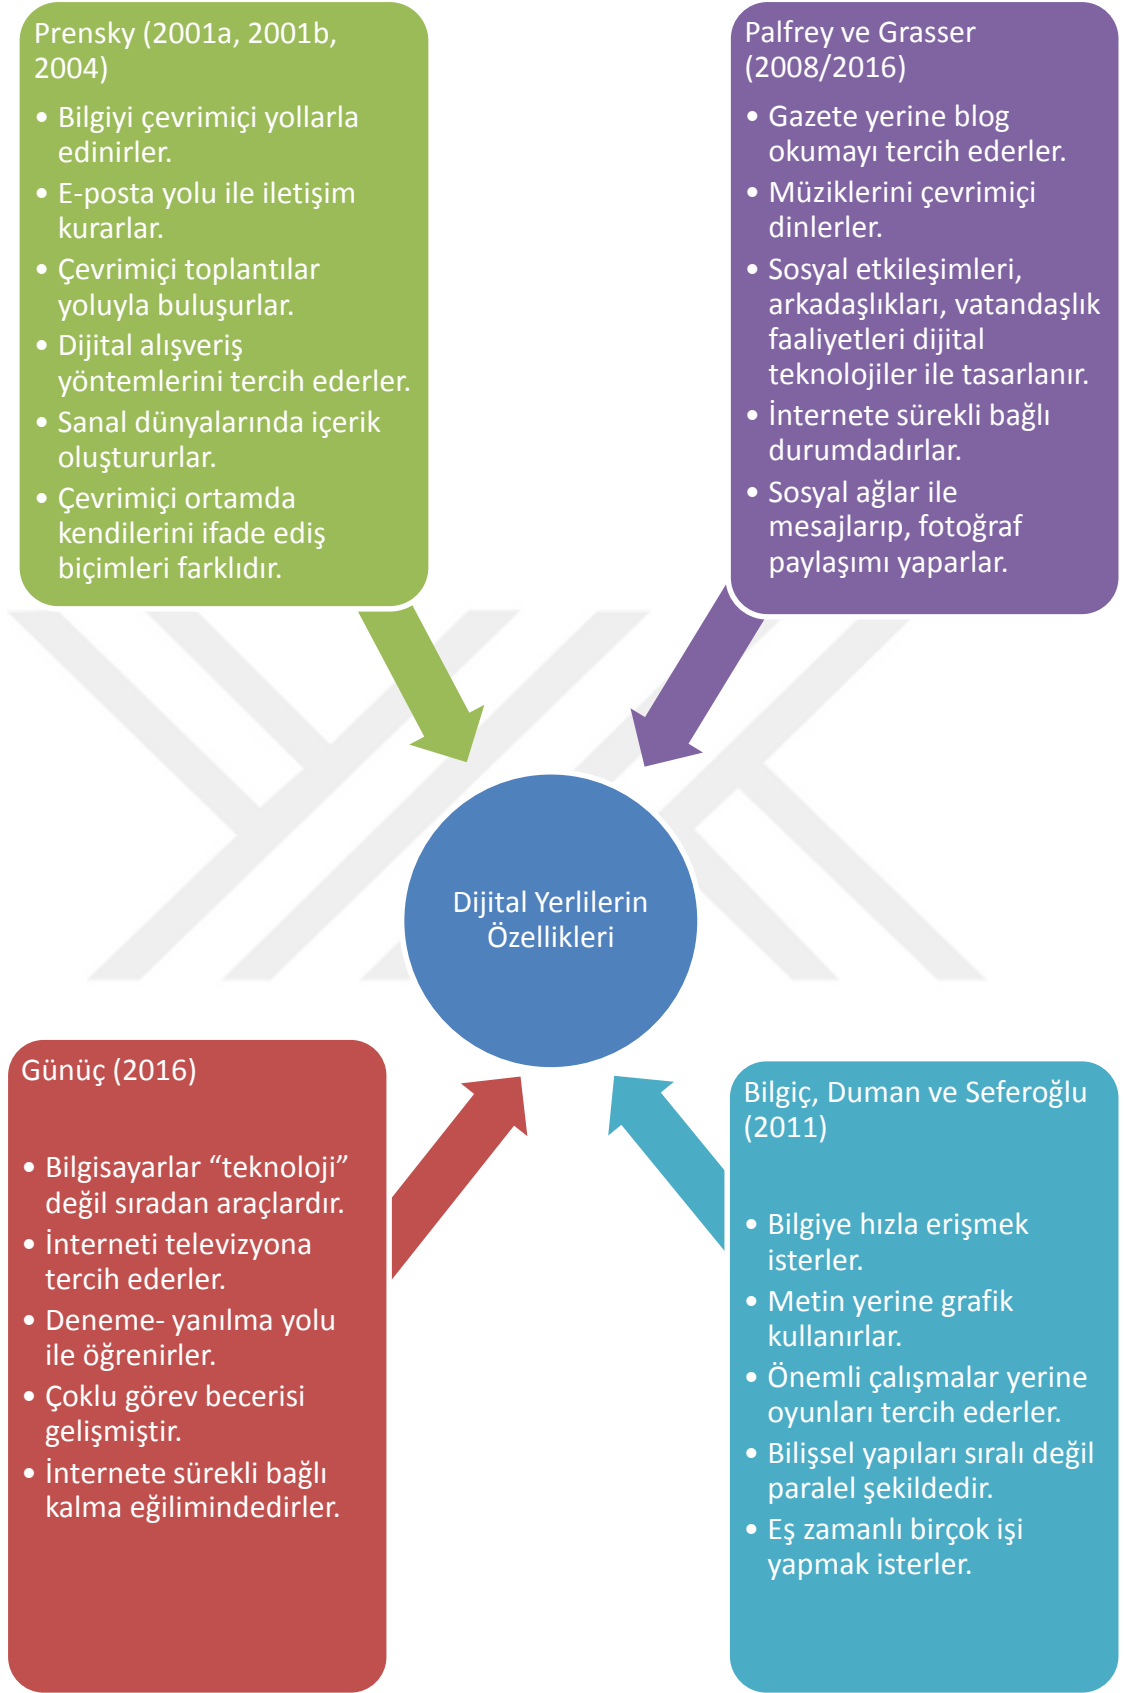 Prensky (2001a, 2001b,
2004)
• Bilgiyi çevrimiçi yollarla
edinirler.
• E-posta yolu ile iletişim
kurarlar.
• Çevrimiçi toplantılar
yoluyla buluşurlar.
• Dijital alışveriş
yöntemlerini tercih ederler.
• Sanal dünyalarında içerik
oluştururlar.
• Çevrimiçi ortamda
kendilerini ifade ediş
biçimleri farklıdır.
Palfrey ve Grasser
(2008/2016)
• Gazete yerine blog
okumayı tercih ederler.
• Müziklerini çevrimiçi
dinlerler.
• Sosyal etkileşimleri,
arkadaşlıkları, vatandaşlık
faaliyetleri dijital
teknolojiler ile tasarlanır.
• İnternete sürekli bağlı
durumdadırlar.
• Sosyal ağlar ile
mesajlarıp, fotoğraf
paylaşımı yaparlar.
Dijital Yerlilerin
Özellikleri
Günüç (2016)
• Bilgisayarlar “teknoloji”
değil sıradan araçlardır.
• İnterneti televizyona
tercih ederler.
• Deneme- yanılma yolu
ile öğrenirler.
• Çoklu görev becerisi
gelişmiştir.
• İnternete sürekli bağlı
kalma eğilimindedirler.
Bilgiç, Duman ve Seferoğlu
(2011)
• Bilgiye hızla erişmek
isterler.
• Metin yerine grafik
kullanırlar.
• Önemli çalışmalar yerine
oyunları tercih ederler.
• Bilişsel yapıları sıralı değil
paralel şekildedir.
• Eş zamanlı birçok işi
yapmak isterler.